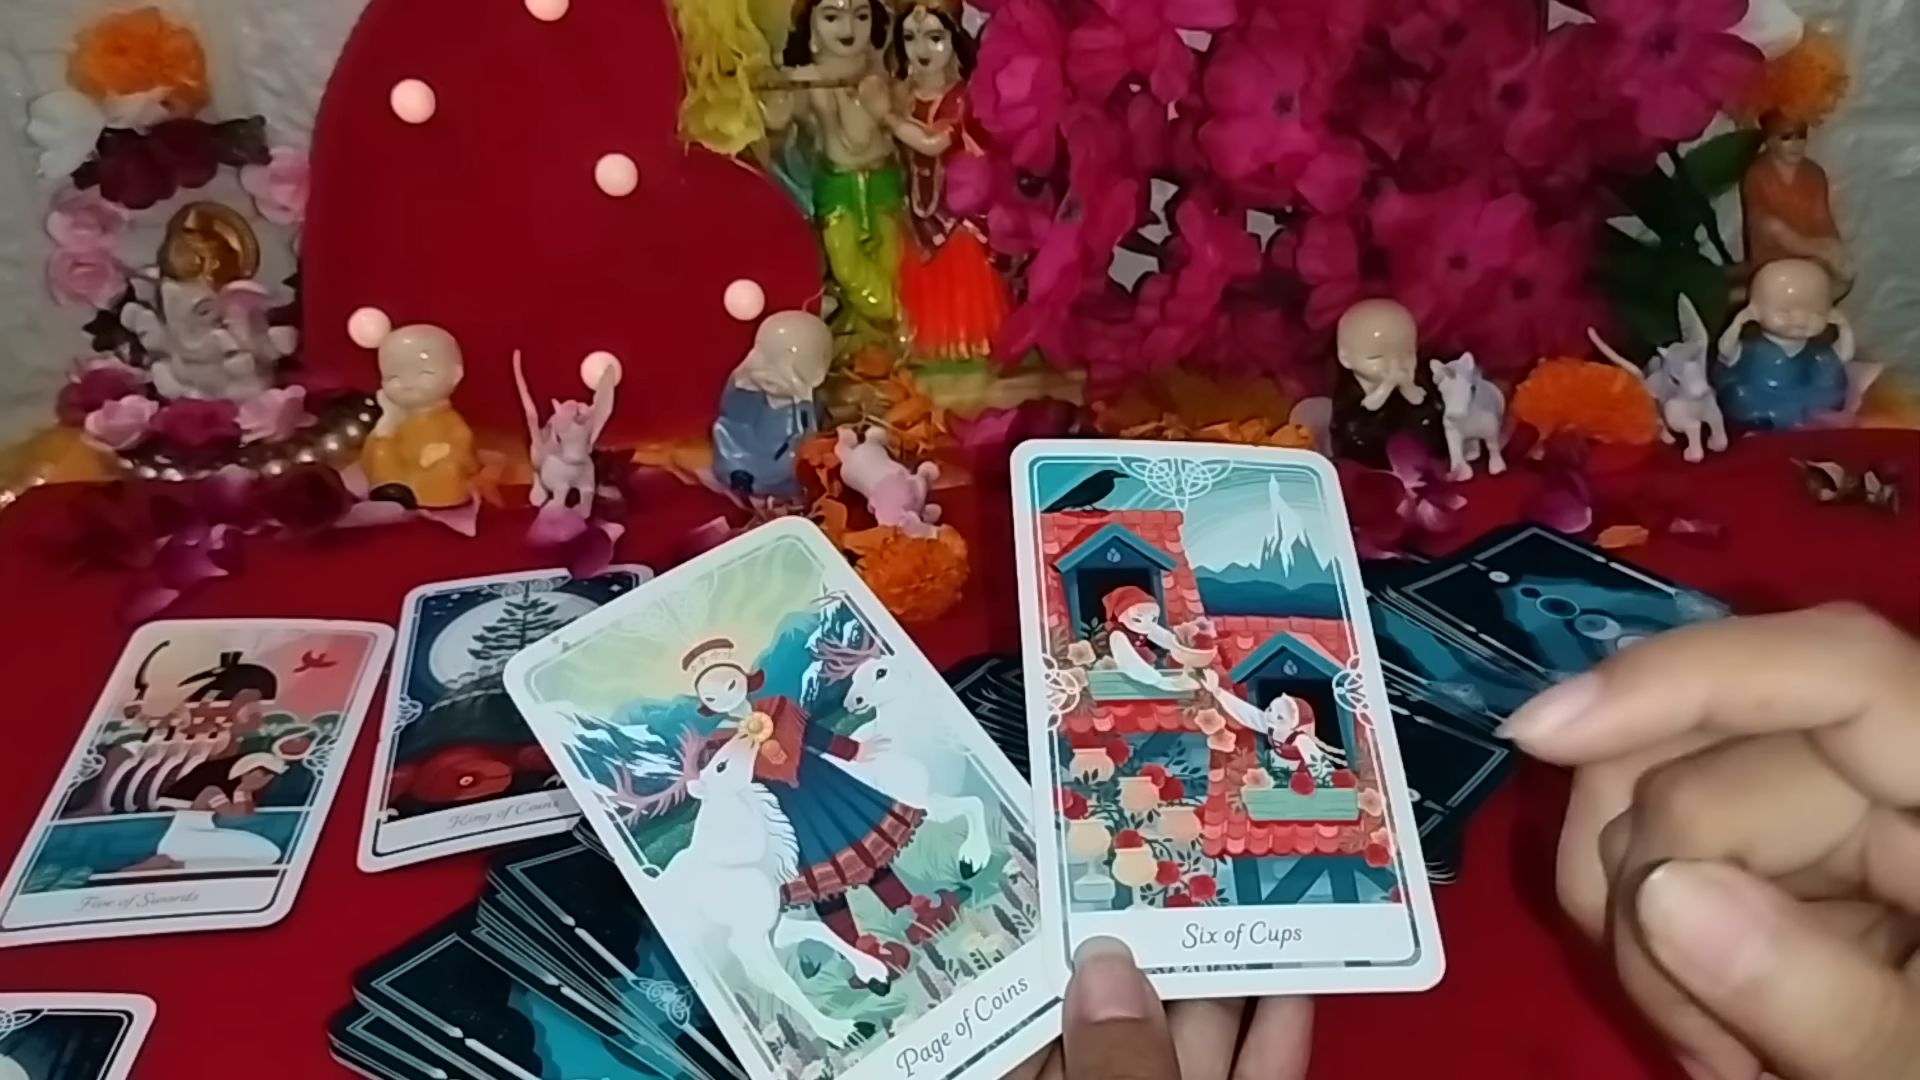 Five of Swords
King of Coins
Page of Coins
Six of Cups